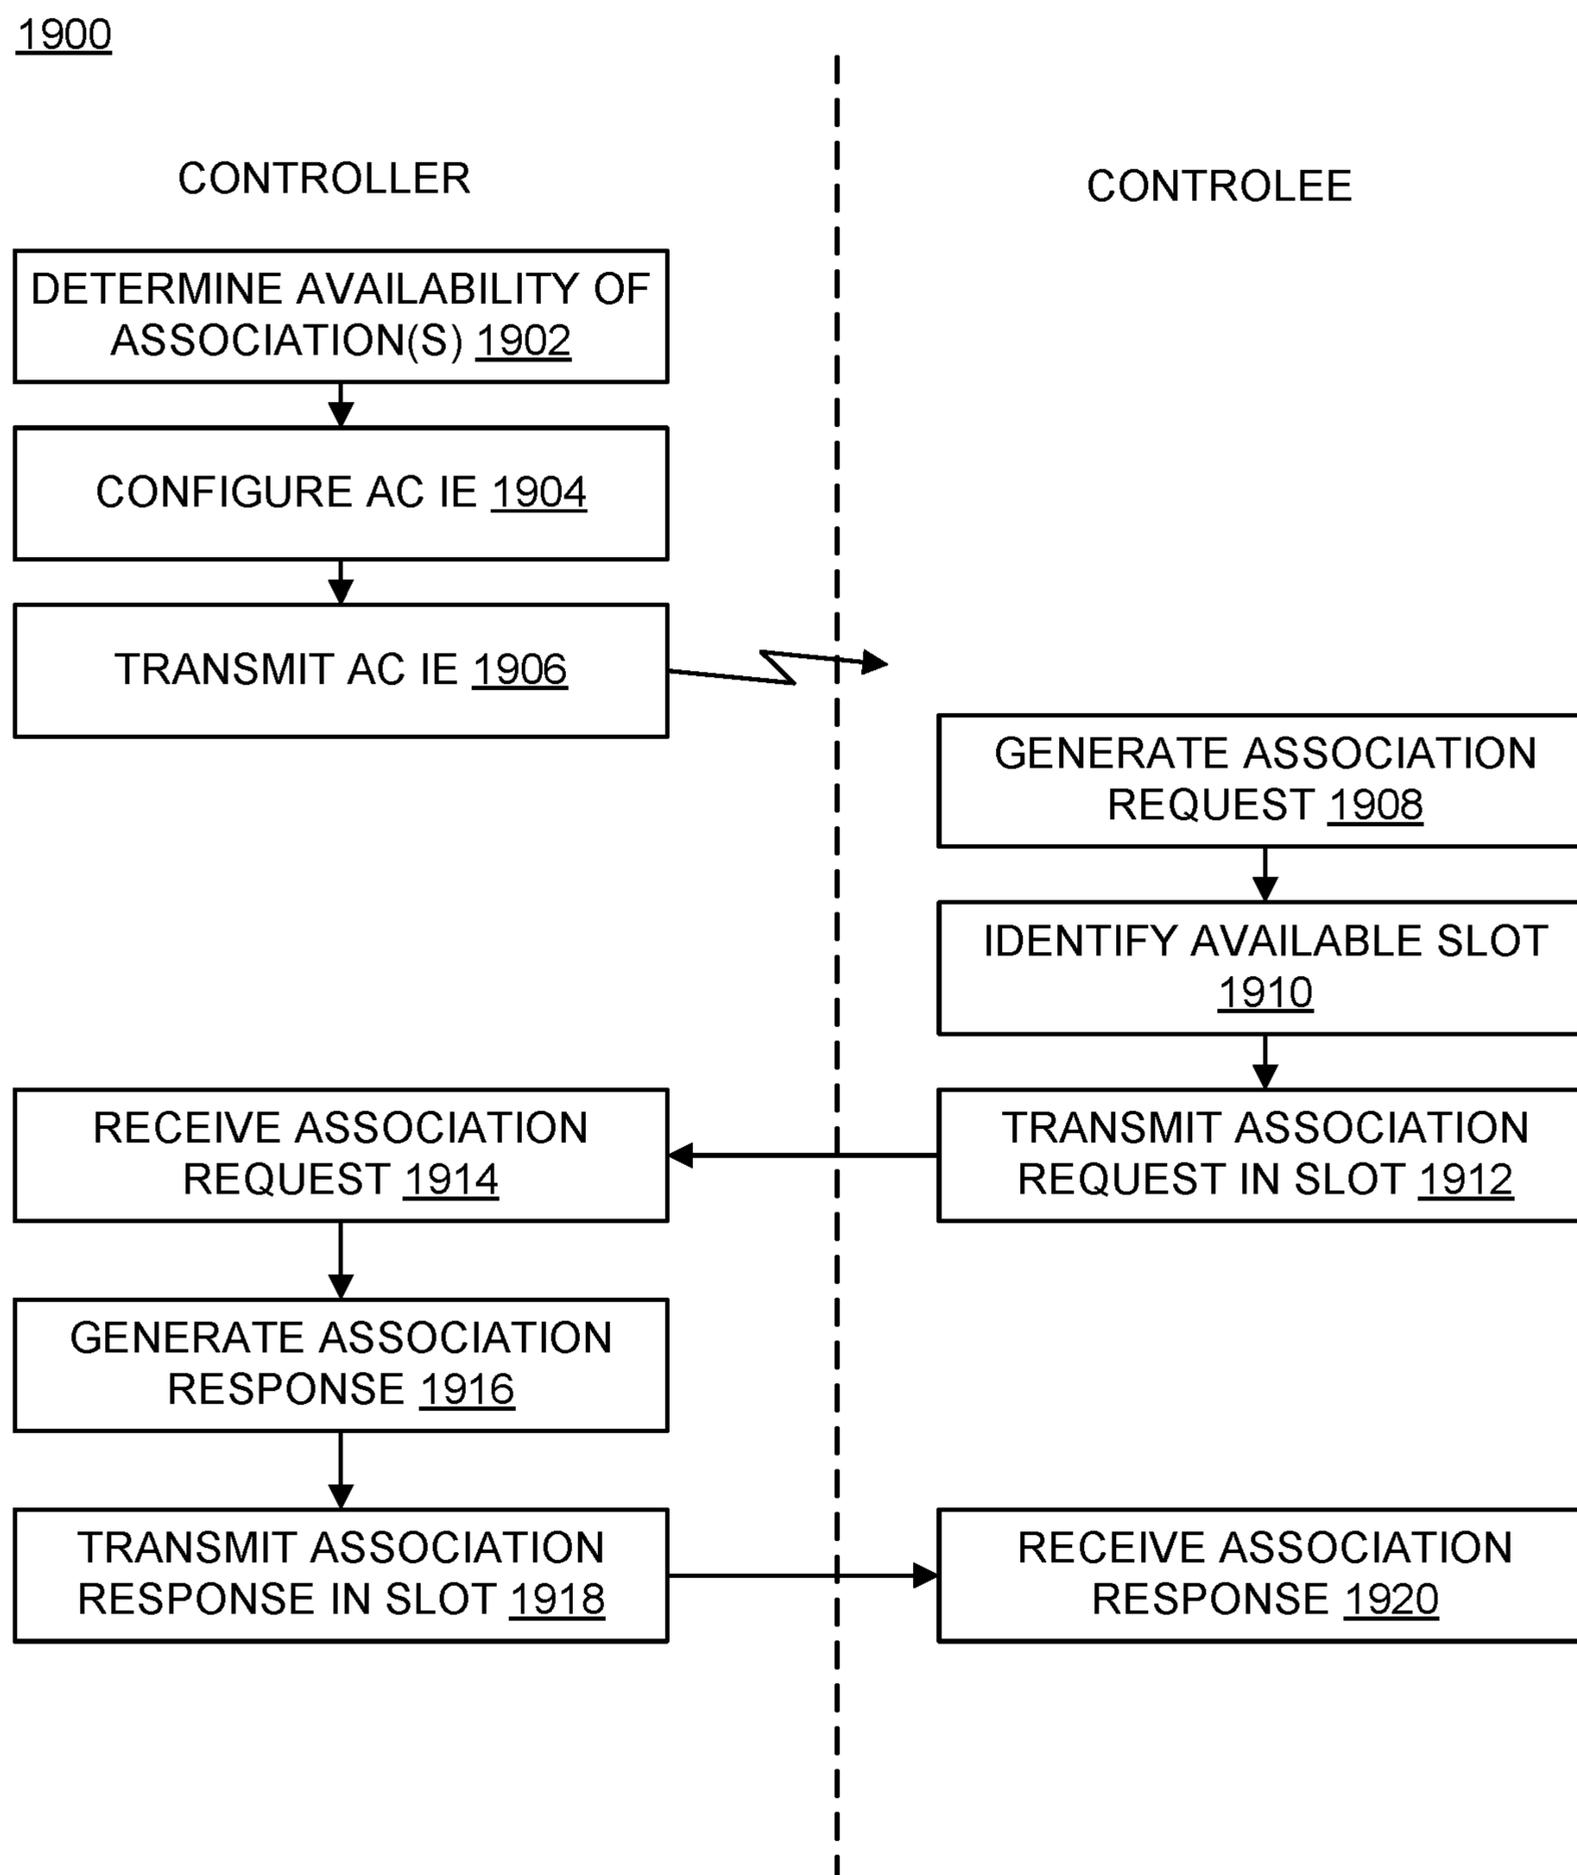 1900
CONTROLLER
CONTROLEE
DETERMINE AVAILABILITY OF
ASSOCIATION(S) 1902
CONFIGURE AC IE 1904
TRANSMIT AC IE 1906
GENERATE ASSOCIATION
REQUEST 1908
IDENTIFY AVAILABLE SLOT
1910
TRANSMIT ASSOCIATION
REQUEST IN SLOT 1912
RECEIVE ASSOCIATION
REQUEST 1914
GENERATE ASSOCIATION
RESPONSE 1916
TRANSMIT ASSOCIATION
RESPONSE IN SLOT 1918
RECEIVE ASSOCIATION
RESPONSE 1920